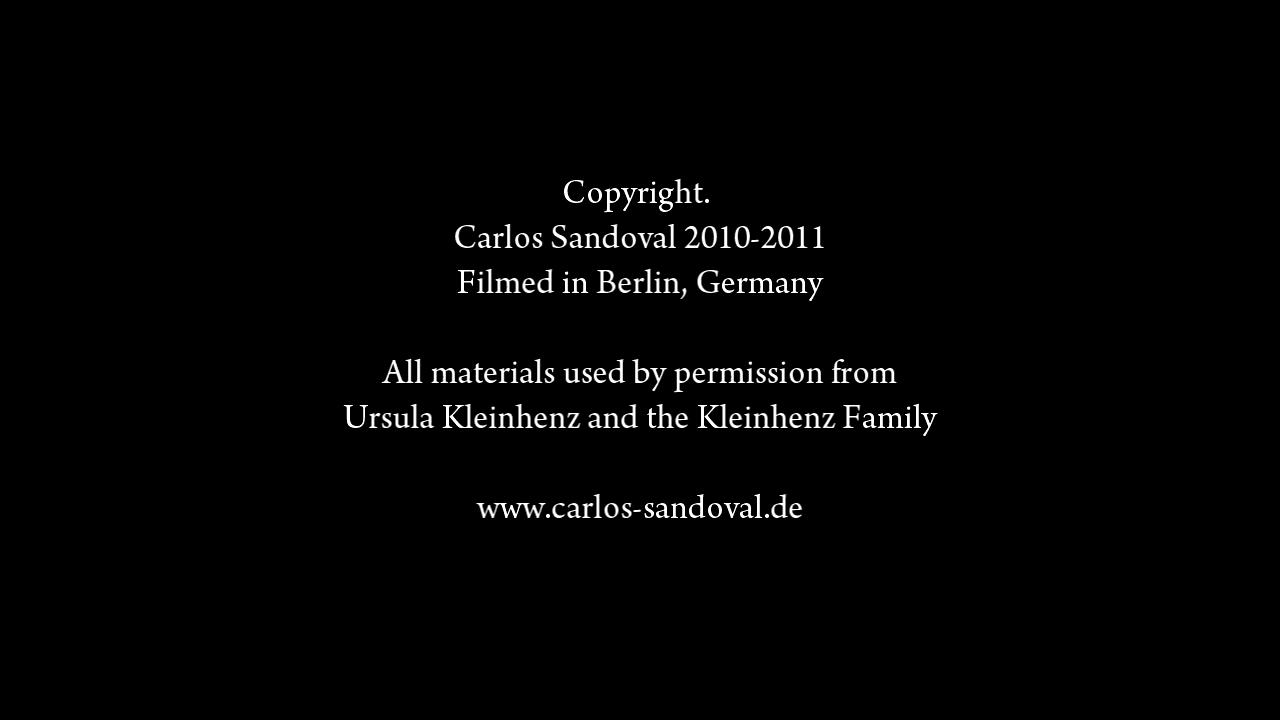 Copyright.
Carlos Sandoval 2010-2011
Filmed in Berlin, Germany
All materials used by permission from
Ursula Kleinhenz and the Kleinhenz Family
www.carlos-sandoval.de